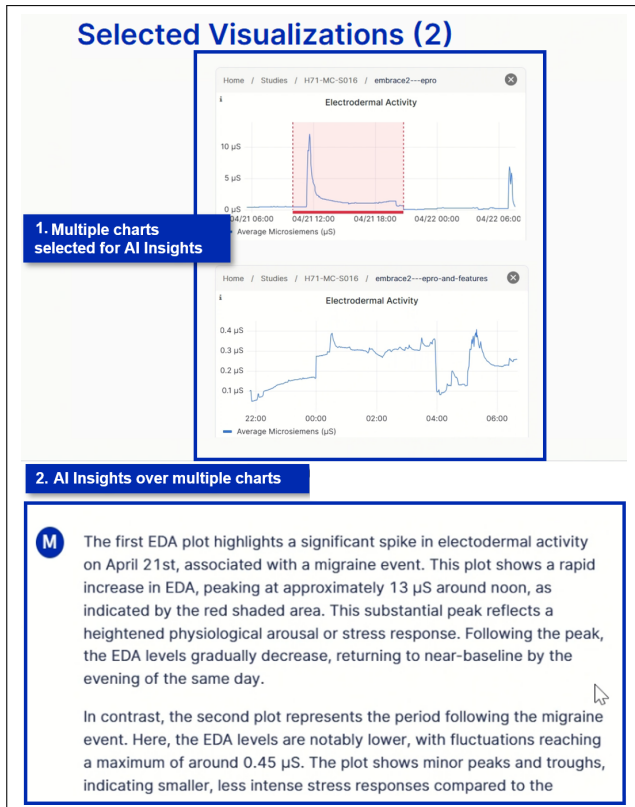 Selected Visualizations (2)
Home / Studies / H71-MC-S016 / embrace2---epro
i
Electrodermal Activity
10 µS
5 µS
0 µS
04/21 06:00 04/21 12:00 04/21 18:00 04/22 00:00 04/22 06:00
Average Microsiemens (µS)
1. Multiple charts
selected for AI Insights
Home / Studies / H71-MC-S016 / embrace2---epro-and-features
i
Electrodermal Activity
0.4 µS
0.3 µS
0.2 µS
0.1 µS
22:00 00:00 02:00 04:00 06:00
Average Microsiemens (µS)
2. AI Insights over multiple charts
M
The first EDA plot highlights a significant spike in electodermal activity
on April 21st, associated with a migraine event. This plot shows a rapid
increase in EDA, peaking at approximately 13 µS around noon, as
indicated by the red shaded area. This substantial peak reflects a
heightened physiological arousal or stress response. Following the peak,
the EDA levels gradually decrease, returning to near-baseline by the
evening of the same day.
In contrast, the second plot represents the period following the migraine
event. Here, the EDA levels are notably lower, with fluctuations reaching
a maximum of around 0.45 µS. The plot shows minor peaks and troughs,
indicating smaller, less intense stress responses compared to the